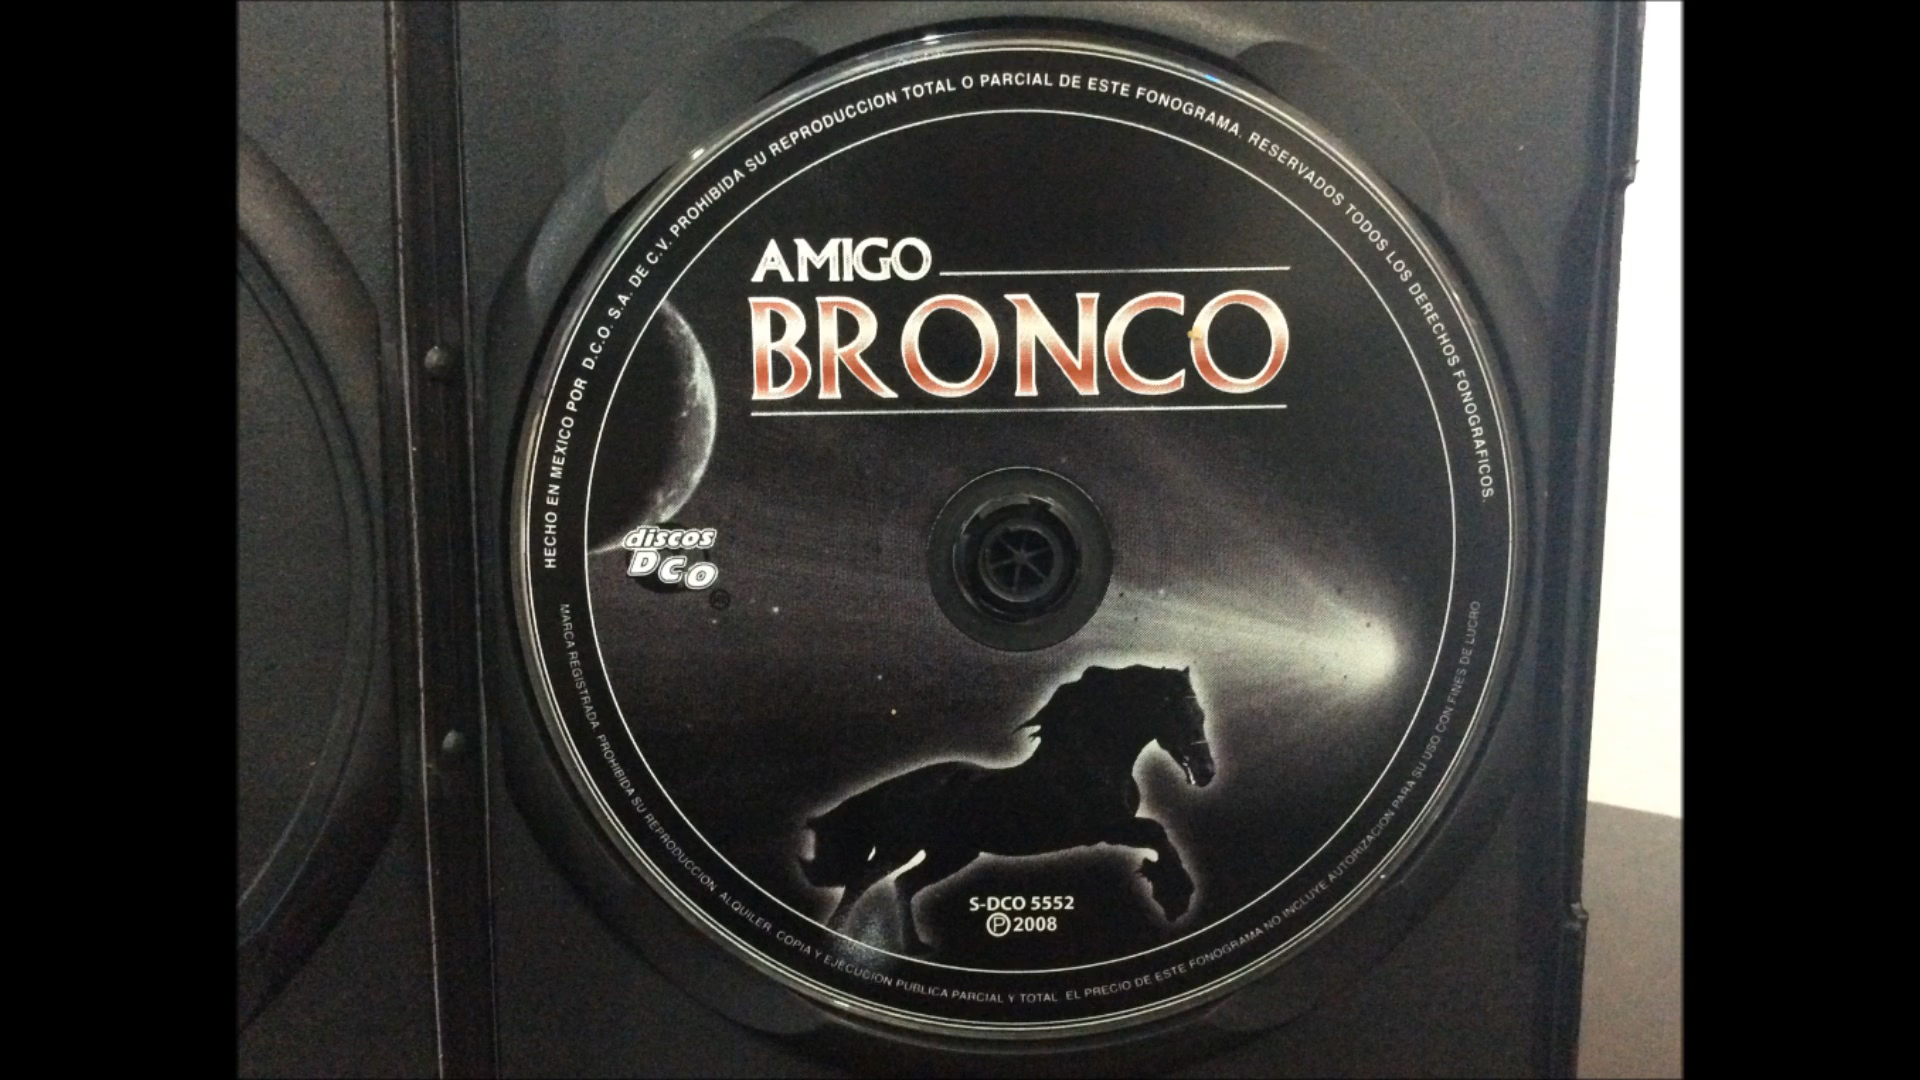 HECHO EN MEXICO POR D.C.O. S.A. DE C.V. PROHIBIDA SU REPRODUCCION TOTAL O PARCIAL DE ESTE FONOGRAMA. RESERVADOS TODOS LOS DERECHOS FONOGRAFICOS.
AMIGO
BRONCO
discos
DCO
MR
S-DCO 5552
Ⓟ 2008
MARCA REGISTRADA. PROHIBIDA SU REPRODUCCION, ALQUILER, COPIA Y EJECUCION PUBLICA PARCIAL Y TOTAL. EL PRECIO DE ESTE FONOGRAMA NO INCLUYE AUTORIZACION PARA SU USO CON FINES DE LUCRO